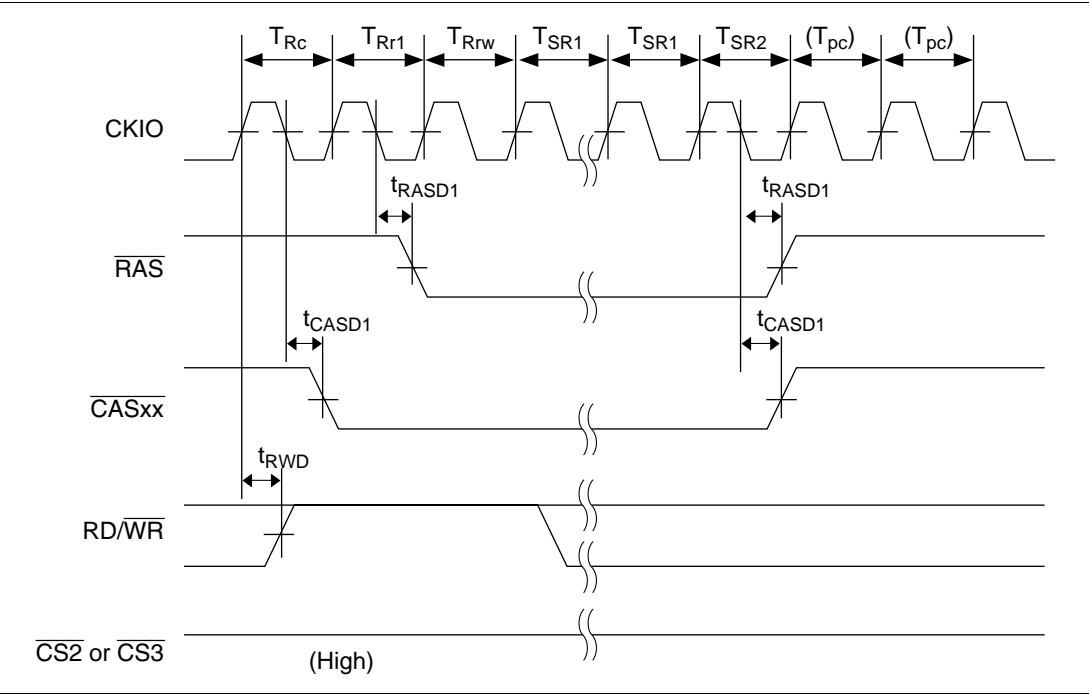 TRc TRr1 TRrw TSR1 TSR1 TSR2 (Tpc) (Tpc)
CKIO
tRASD1 tRASD1
RAS
tCASD1 tCASD1
CASxx
tRWD
RD/WR
CS2 or CS3
(High)